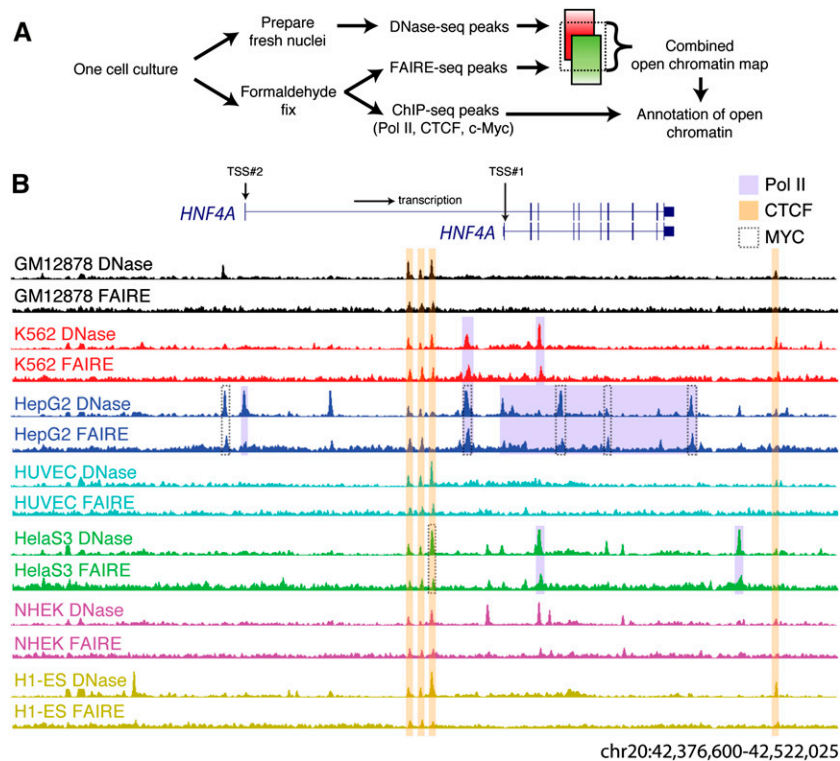 A
One cell culture
Prepare
fresh nuclei
Formaldehyde
fix
DNase-seq peaks
FAIRE-seq peaks
ChIP-seq peaks
(Pol II, CTCF, c-Myc)
Combined
open chromatin map
Annotation of open
chromatin
B
TSS#2
TSS#1
transcription
HNF4A
HNF4A
Pol II
CTCF
MYC
GM12878 DNase
GM12878 FAIRE
K562 DNase
K562 FAIRE
HepG2 DNase
HepG2 FAIRE
HUVEC DNase
HUVEC FAIRE
HelaS3 DNase
HelaS3 FAIRE
NHEK DNase
NHEK FAIRE
H1-ES DNase
H1-ES FAIRE
chr20:42,376,600-42,522,025